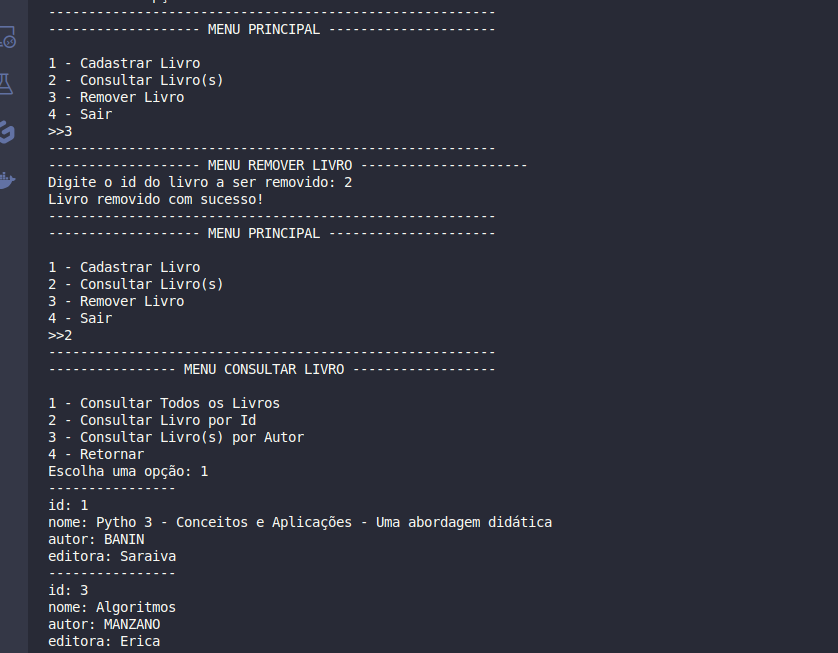 --------------------------------------------------------
------------------- MENU PRINCIPAL ---------------------
1 - Cadastrar Livro
2 - Consultar Livro(s)
3 - Remover Livro
4 - Sair
>>3
--------------------------------------------------------
------------------- MENU REMOVER LIVRO ---------------------
Digite o id do livro a ser removido: 2
Livro removido com sucesso!
--------------------------------------------------------
------------------- MENU PRINCIPAL ---------------------
1 - Cadastrar Livro
2 - Consultar Livro(s)
3 - Remover Livro
4 - Sair
>>2
--------------------------------------------------------
---------------- MENU CONSULTAR LIVRO ------------------
1 - Consultar Todos os Livros
2 - Consultar Livro por Id
3 - Consultar Livro(s) por Autor
4 - Retornar
Escolha uma opção: 1
----------------
id: 1
nome: Pytho 3 - Conceitos e Aplicações - Uma abordagem didática
autor: BANIN
editora: Saraiva
----------------
id: 3
nome: Algoritmos
autor: MANZANO
editora: Erica